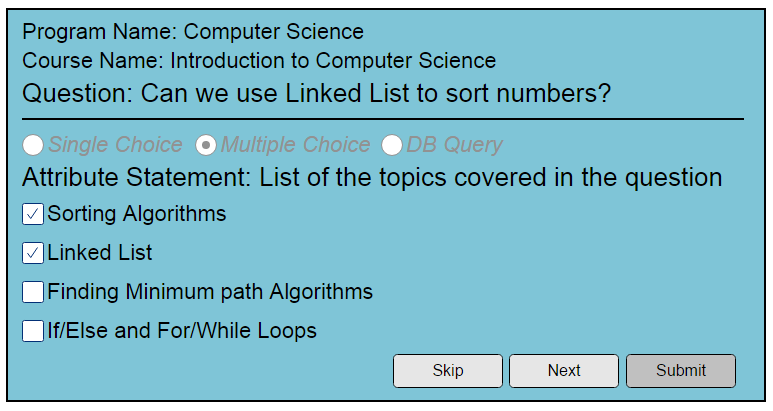 Program Name: Computer Science
Course Name: Introduction to Computer Science
Question: Can we use Linked List to sort numbers?
Single Choice Multiple Choice DB Query
Attribute Statement: List of the topics covered in the question
Sorting Algorithms
Linked List
Finding Minimum path Algorithms
If/Else and For/While Loops
Skip Next Submit